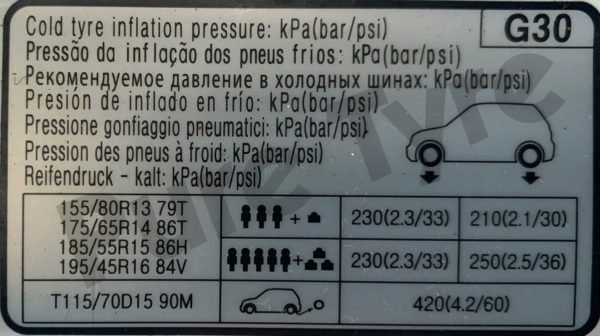 Cold tyre inflation pressure: kPa(bar/psi)
G30
Pressão da inflação dos pneus frios: kPa(bar/psi)
Рекомендуемое давление в холодных шинах: kPa(bar/psi)
Presión de inflado en frío: kPa(bar/psi)
Pressione gonfiaggio pneumatici: kPa(bar/psi)
Pression des pneus à froid: kPa(bar/psi)
Reifendruck - kalt: kPa(bar/psi)
155/80R13 79T
175/65R14 86T
185/55R15 86H
195/45R16 84V
+ 230(2.3/33) 210(2.1/30)
+ 230(2.3/33) 250(2.5/36)
T115/70D15 90M 420(4.2/60)